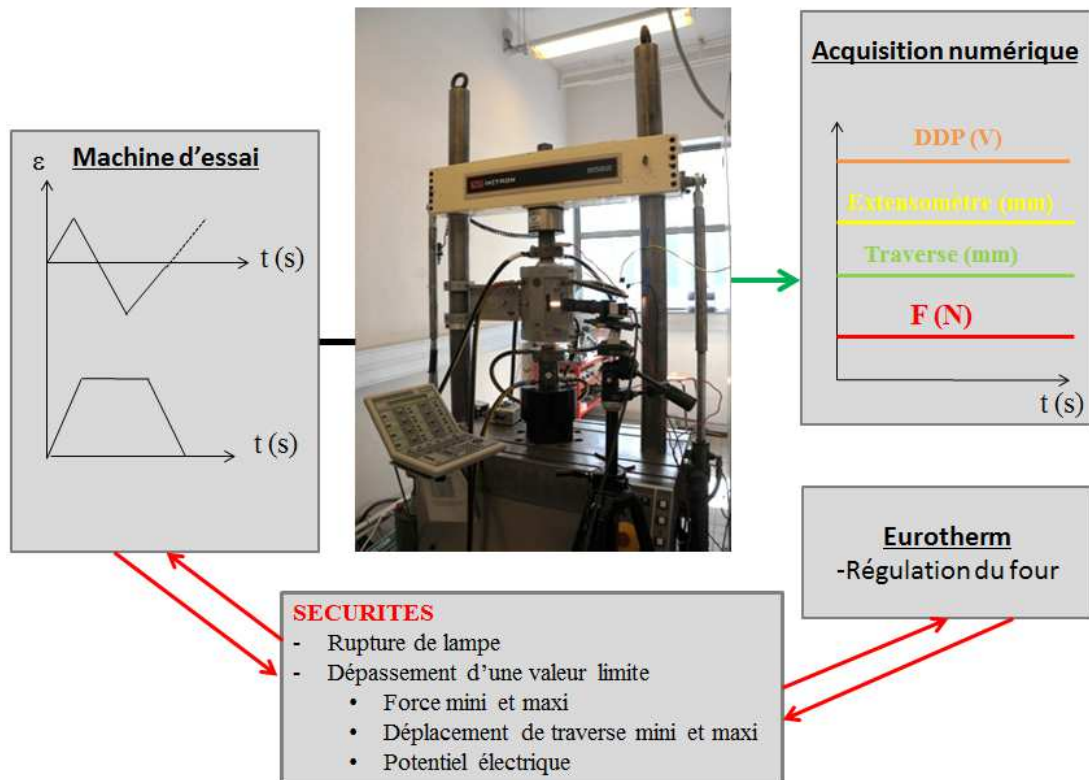 Machine d'essai
ε
t (s)
t (s)
INSTRON
Acquisition numérique
DDP (V)
Extensomètre (mm)
Traverse (mm)
F (N)
t (s)
Eurotherm
-Régulation du four
SECURITES
- Rupture de lampe
- Dépassement d'une valeur limite
• Force mini et maxi
• Déplacement de traverse mini et maxi
• Potentiel électrique